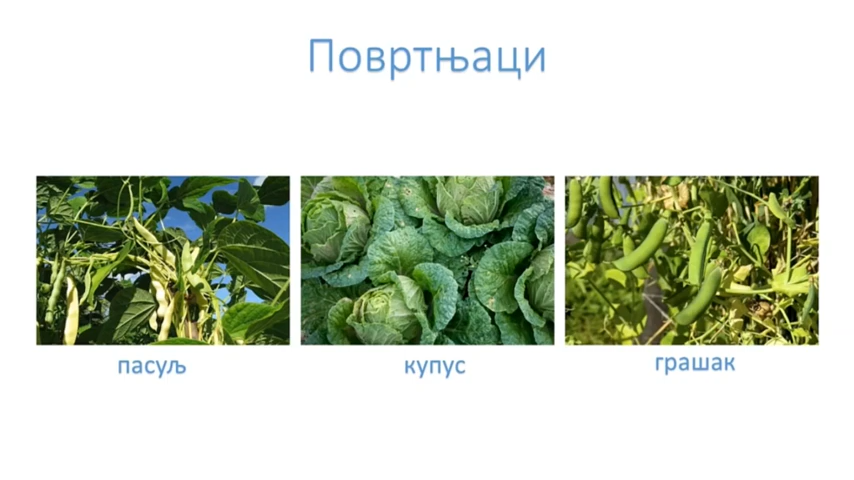 Повртњаци
пасуљ
купус
грашак